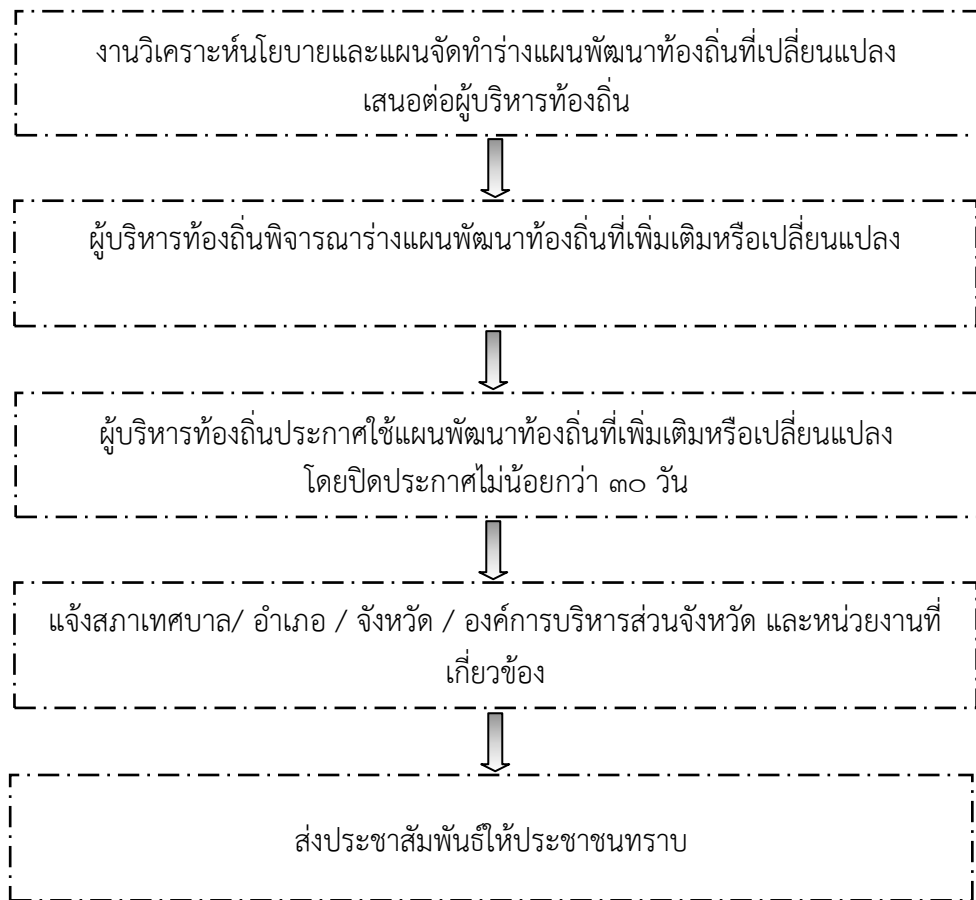 งานวิเคราะห์นโยบายและแผนจัดทำร่างแผนพัฒนาท้องถิ่นที่เปลี่ยนแปลง
เสนอต่อผู้บริหารท้องถิ่น
ผู้บริหารท้องถิ่นพิจารณาร่างแผนพัฒนาท้องถิ่นที่เพิ่มเติมหรือเปลี่ยนแปลง
ผู้บริหารท้องถิ่นประกาศใช้แผนพัฒนาท้องถิ่นที่เพิ่มเติมหรือเปลี่ยนแปลง
โดยปิดประกาศไม่น้อยกว่า ๓๐ วัน
แจ้งสภาเทศบาล/ อำเภอ / จังหวัด / องค์การบริหารส่วนจังหวัด และหน่วยงานที่
เกี่ยวข้อง
ส่งประชาสัมพันธ์ให้ประชาชนทราบ